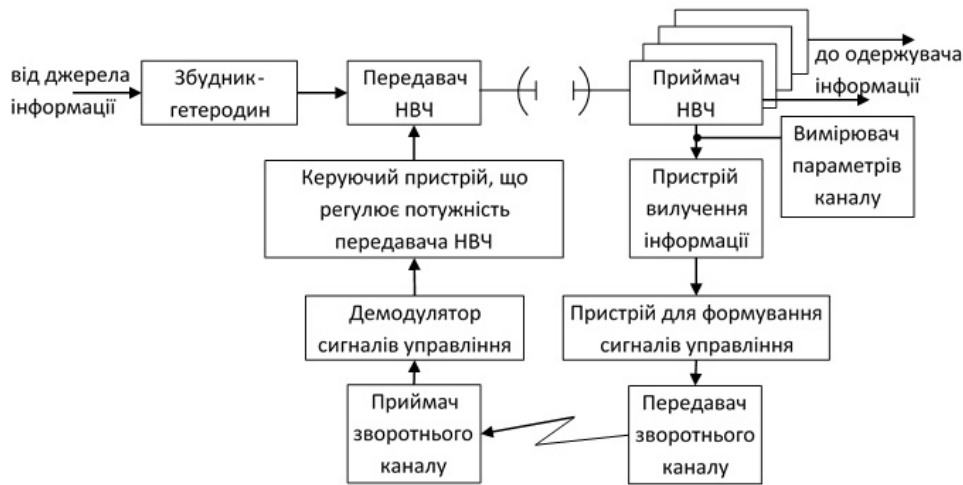 від джерела
інформації
Збудник-
гетеродин
Передавач
НВЧ
Приймач
НВЧ
до одержувача
інформації
Вимірювач
параметрів
каналу
Керуючий пристрій, що
регулює потужність
передавача НВЧ
Пристрій
вилучення
інформації
Демодулятор
сигналів управління
Пристрій для формування
сигналів управління
Приймач
зворотнього
каналу
Передавач
зворотнього
каналу